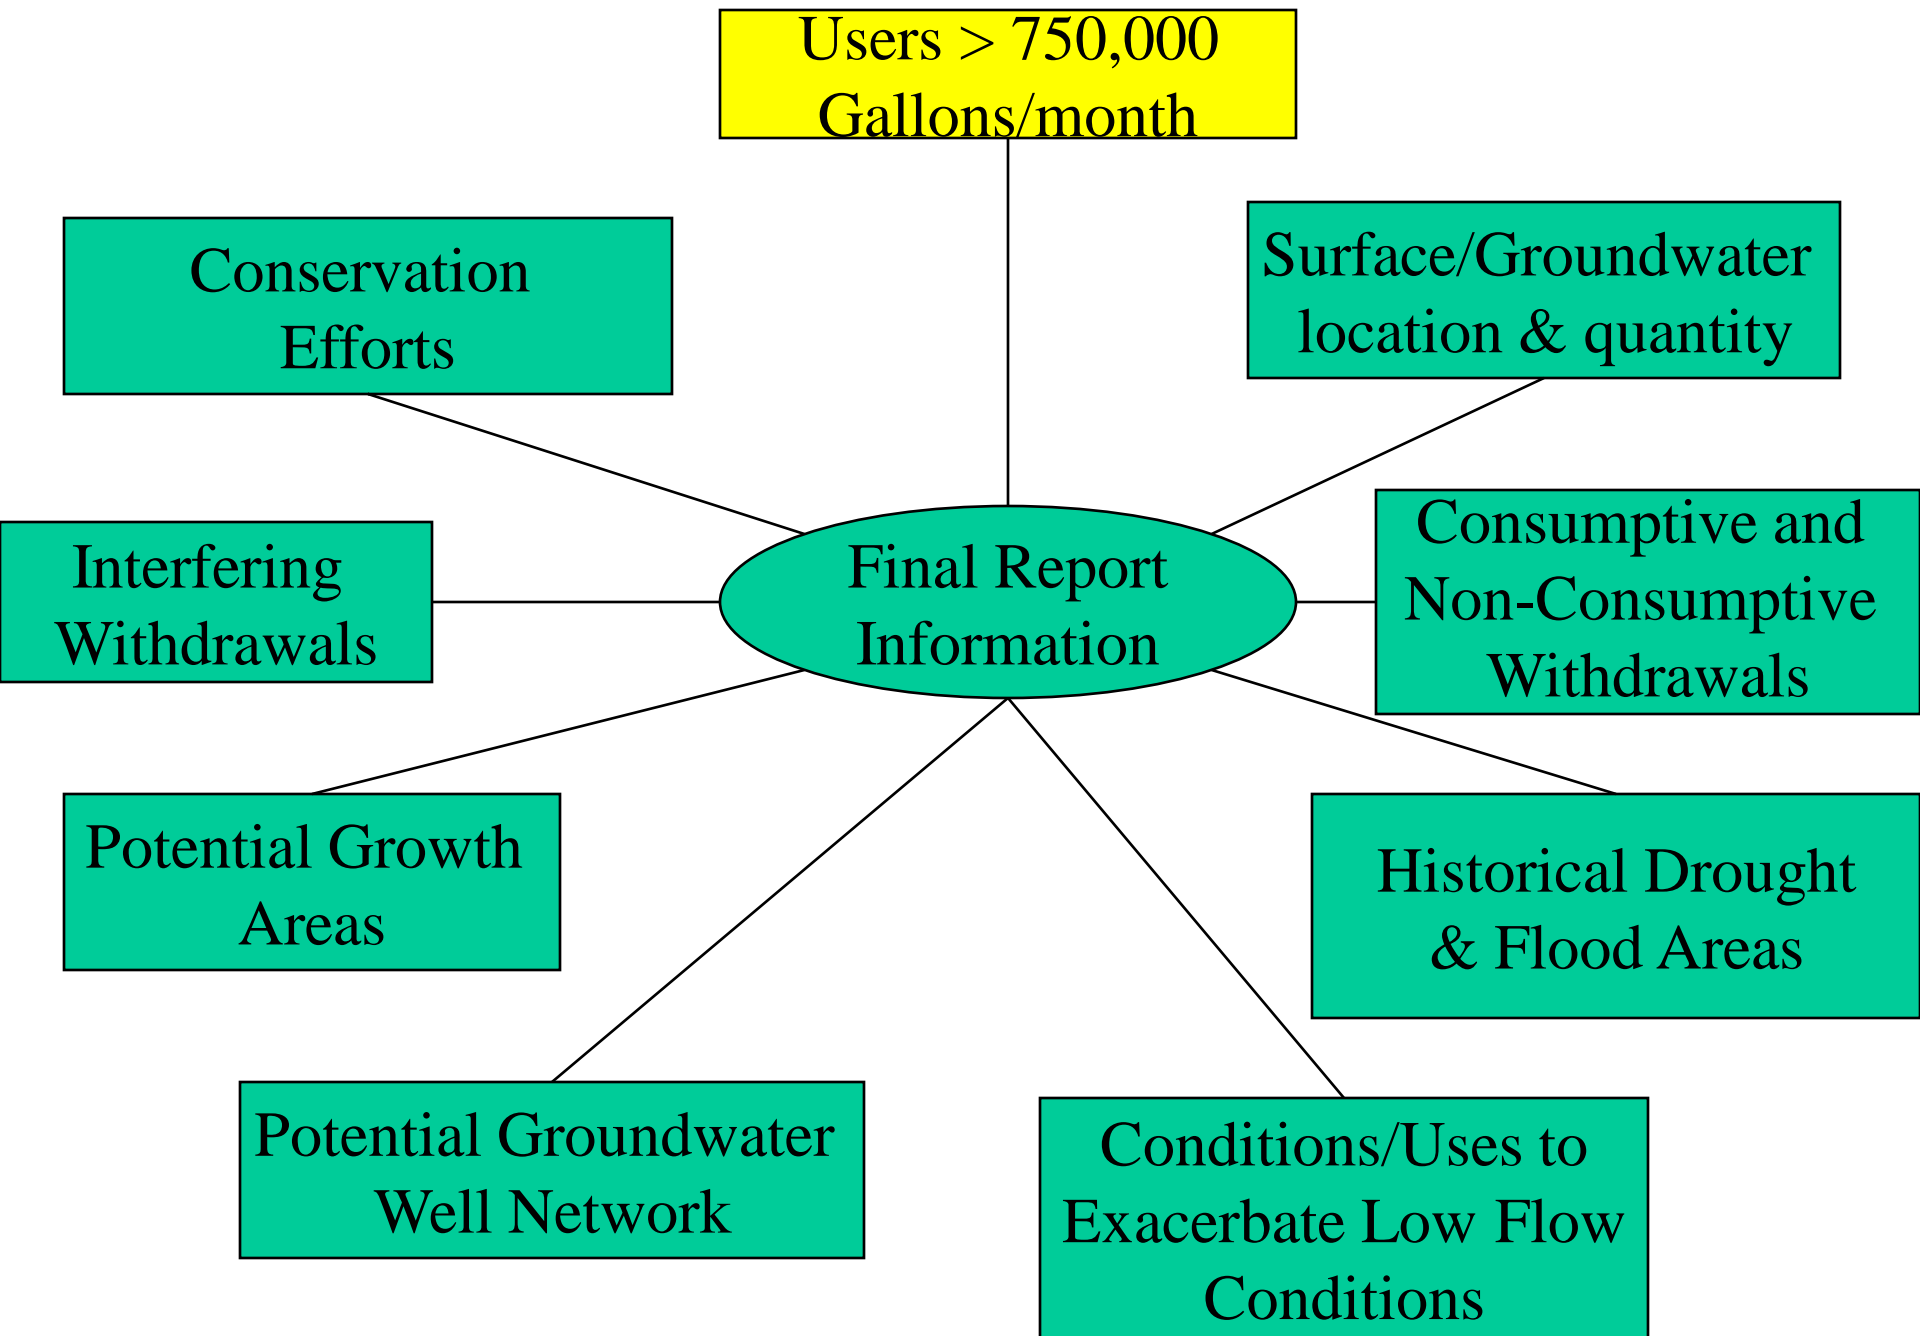 Users > 750,000
Gallons/month
Conservation
Efforts
Surface/Groundwater
location & quantity
Interfering
Withdrawals
Final Report
Information
Consumptive and
Non-Consumptive
Withdrawals
Potential Growth
Areas
Historical Drought
& Flood Areas
Potential Groundwater
Well Network
Conditions/Uses to
Exacerbate Low Flow
Conditions